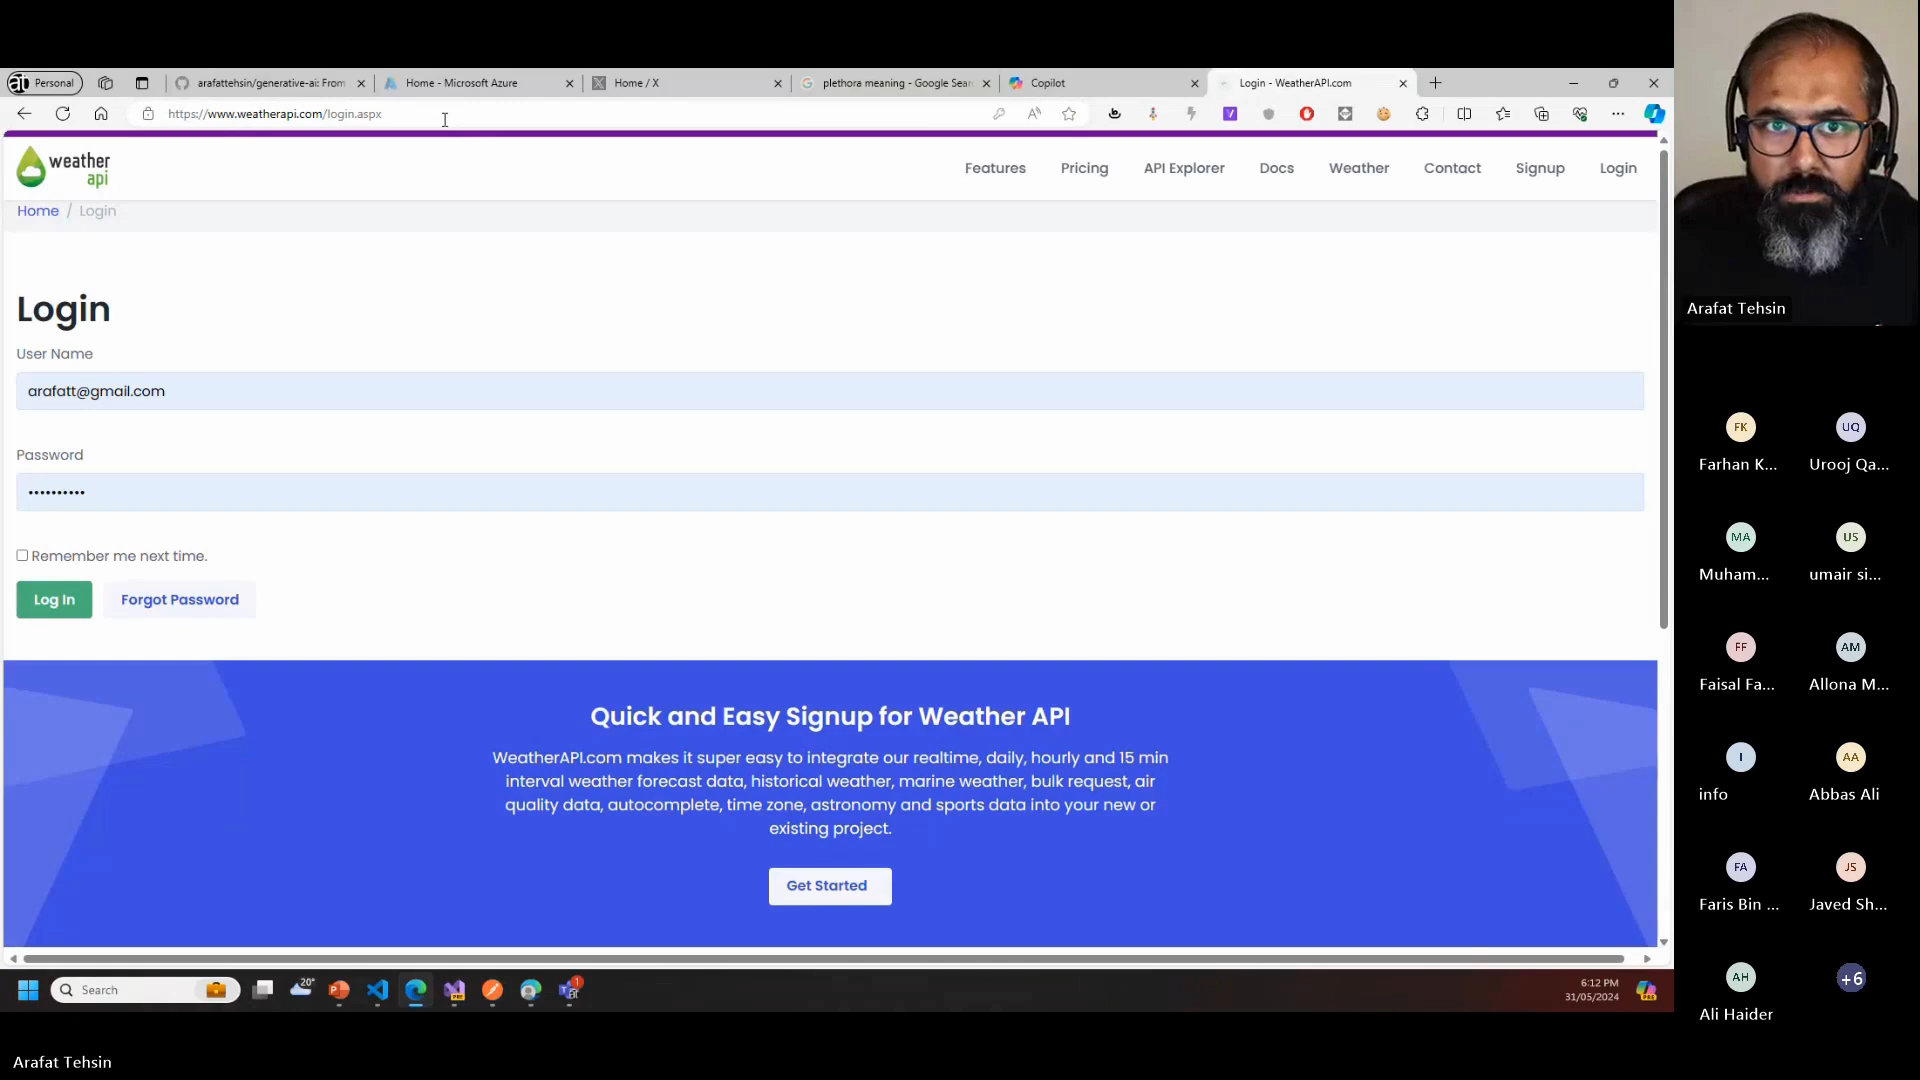 Personal
arafattehsin/generative-ai: From
Home - Microsoft Azure
Home / X
plethora meaning - Google Sear
Copilot
Login - WeatherAPI.com
https://www.weatherapi.com/login.aspx
weather
api
Features
Pricing
API Explorer
Docs
Weather
Contact
Signup
Login
Home / Login
Login
User Name
arafatt@gmail.com
Password
••••••••••
Remember me next time.
Log In
Forgot Password
Quick and Easy Signup for Weather API
WeatherAPI.com makes it super easy to integrate our realtime, daily, hourly and 15 min
interval weather forecast data, historical weather, marine weather, bulk request, air
quality data, autocomplete, time zone, astronomy and sports data into your new or
existing project.
Get Started
Search
20°
6:12 PM
31/05/2024
Arafat Tehsin
Arafat Tehsin
FK
UQ
Farhan K...
Urooj Qa...
MA
US
Muham...
umair si...
FF
AM
Faisal Fa...
Allona M...
I
AA
info
Abbas Ali
FA
JS
Faris Bin ...
Javed Sh...
AH
+6
Ali Haider